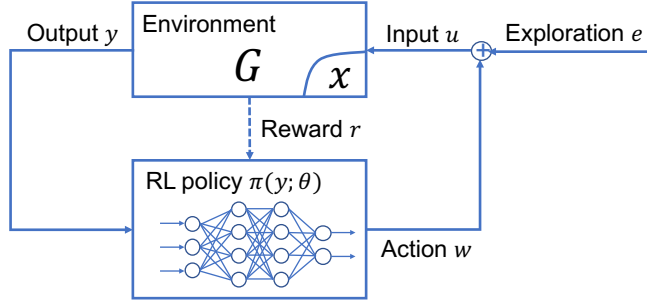 Output y
Environment
G
x
Input u
+
Exploration e
Reward r
RL policy π(y; θ)
Action w